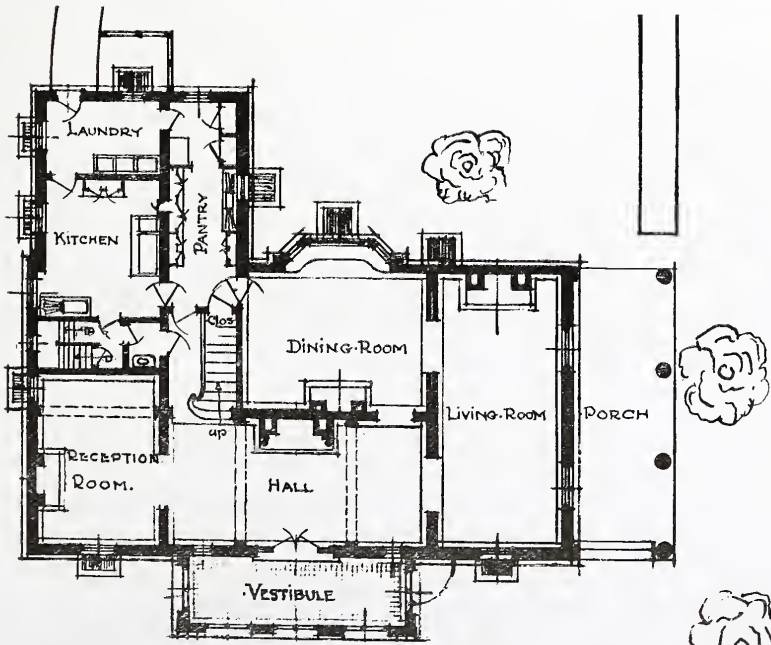 LAUNDRY
KITCHEN
PANTRY
CLOS
DINING·ROOM
LIVING·ROOM
PORCH
UP
RECEPTION
ROOM.
HALL
·VESTIBULE